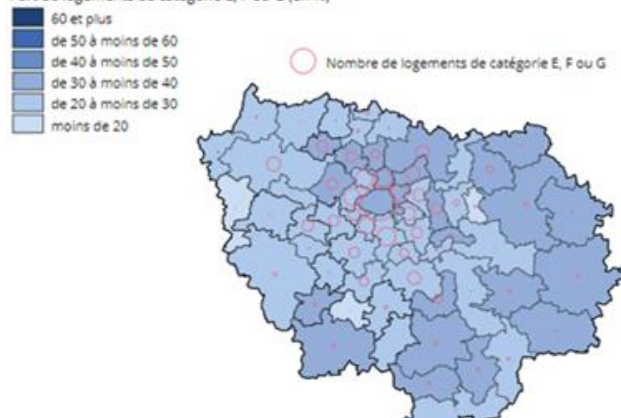 60 et plus
de 50 à moins de 60
de 40 à moins de 50
de 30 à moins de 40
de 20 à moins de 30
moins de 20
Nombre de logements de catégorie E, F ou G